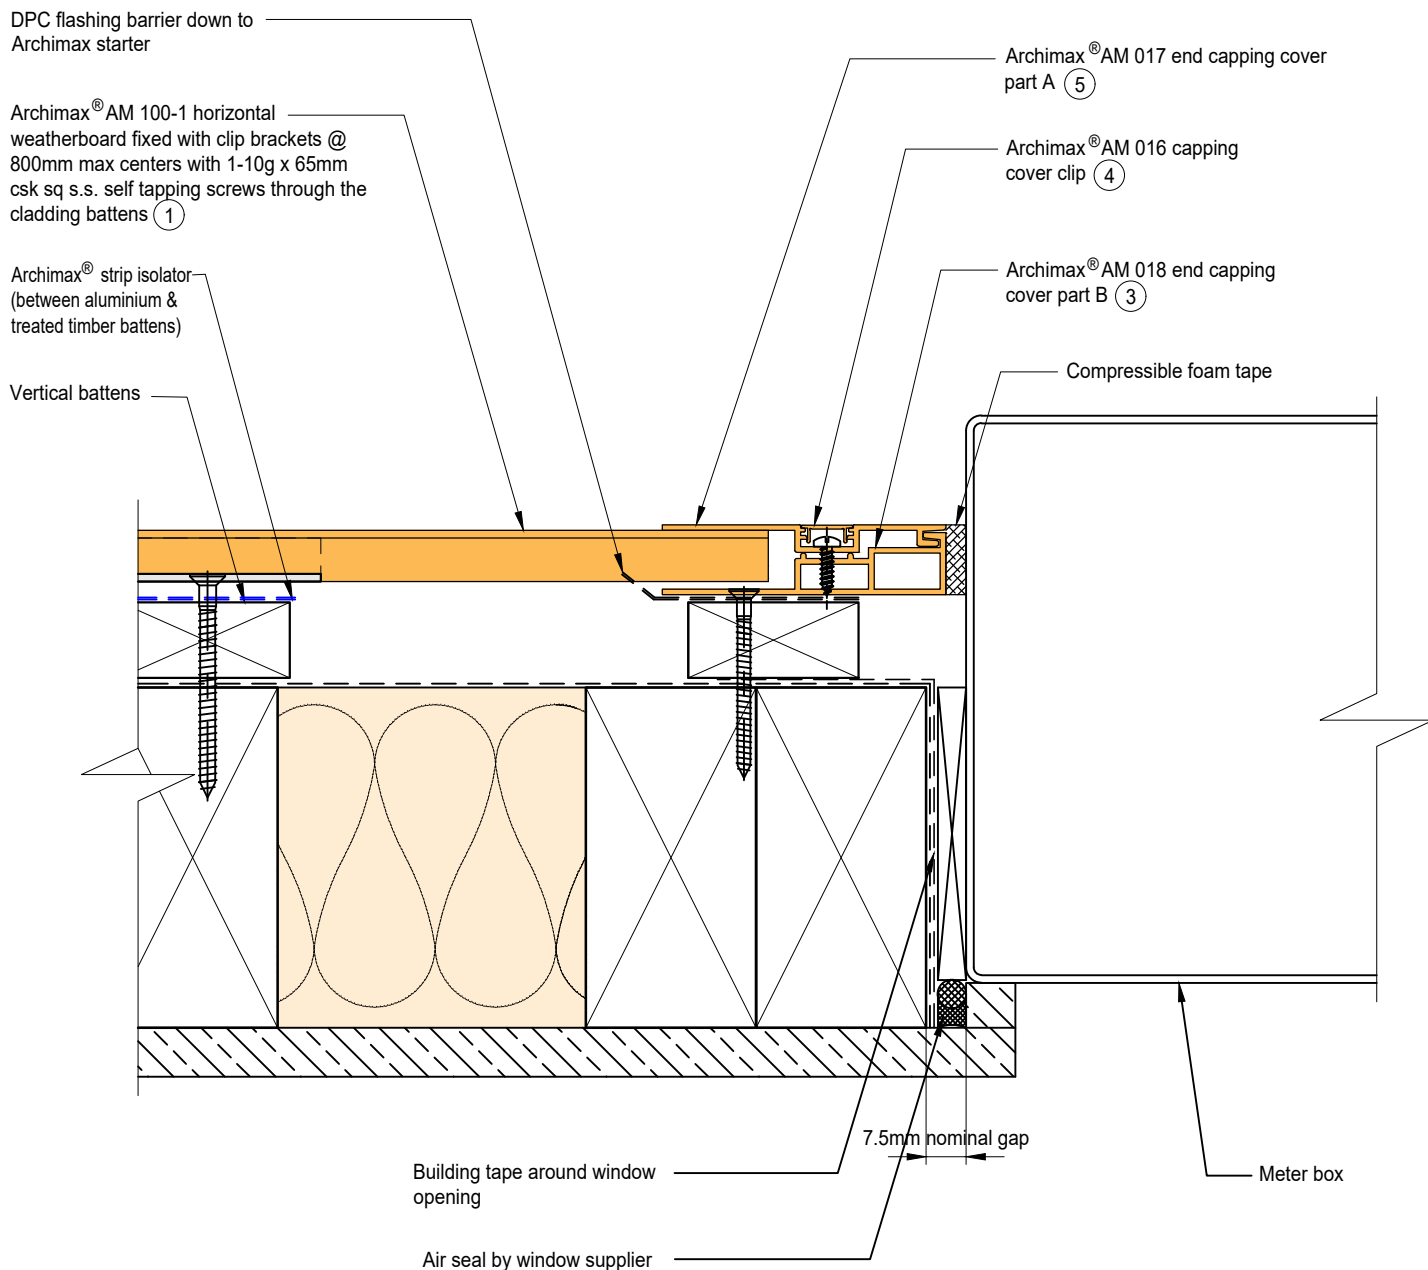 DPC flashing barrier down to
Archimax starter
Archimax® AM 100-1 horizontal
weatherboard fixed with clip brackets @
800mm max centers with 1-10g x 65mm
csk sq s.s. self tapping screws through the
cladding battens 1
Archimax® strip isolator
(between aluminium &
treated timber battens)
Vertical battens
Archimax® AM 017 end capping cover
part A 5
Archimax® AM 016 capping
cover clip 4
Archimax® AM 018 end capping
cover part B 3
Compressible foam tape
7.5mm nominal gap
Building tape around window
opening
Meter box
Air seal by window supplier